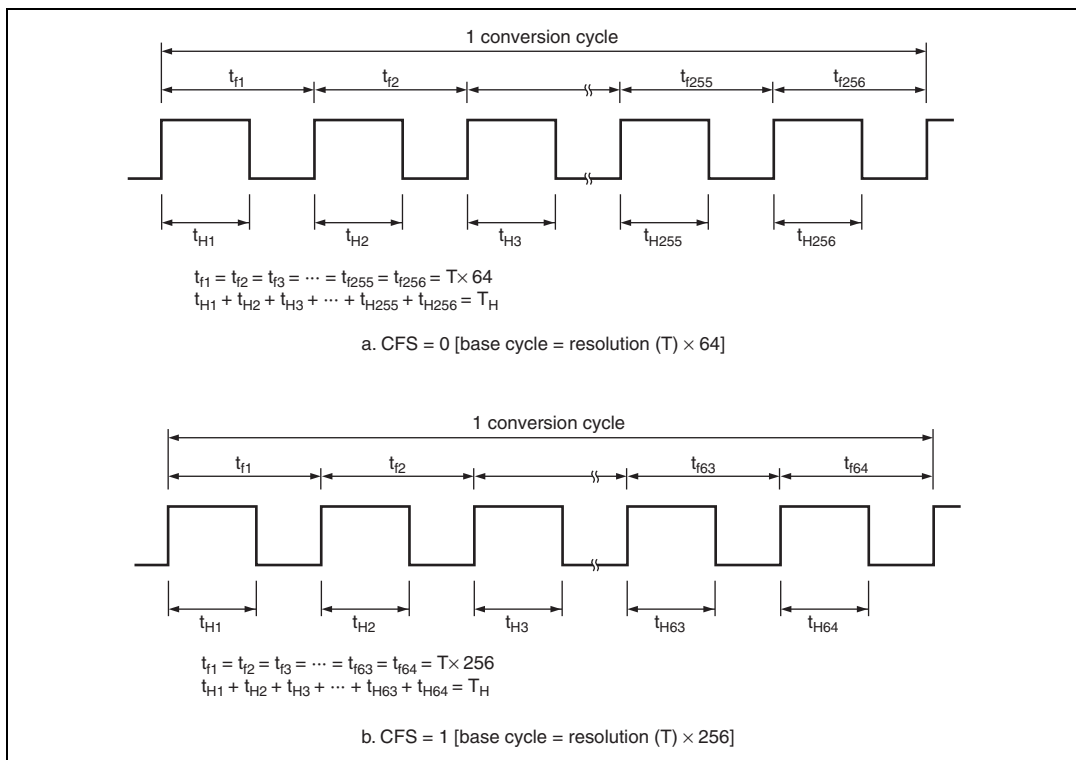 1 conversion cycle
tf1 tf2 tf255 tf256
tH1 tH2 tH3 tH255 tH256
tf1 = tf2 = tf3 = ··· = tf255 = tf256 = T× 64
tH1 + tH2 + tH3 + ··· + tH255 + tH256 = TH
a. CFS = 0 [base cycle = resolution (T) × 64]
1 conversion cycle
tf1 tf2 tf63 tf64
tH1 tH2 tH3 tH63 tH64
tf1 = tf2 = tf3 = ··· = tf63 = tf64 = T× 256
tH1 + tH2 + tH3 + ··· + tH63 + tH64 = TH
b. CFS = 1 [base cycle = resolution (T) × 256]